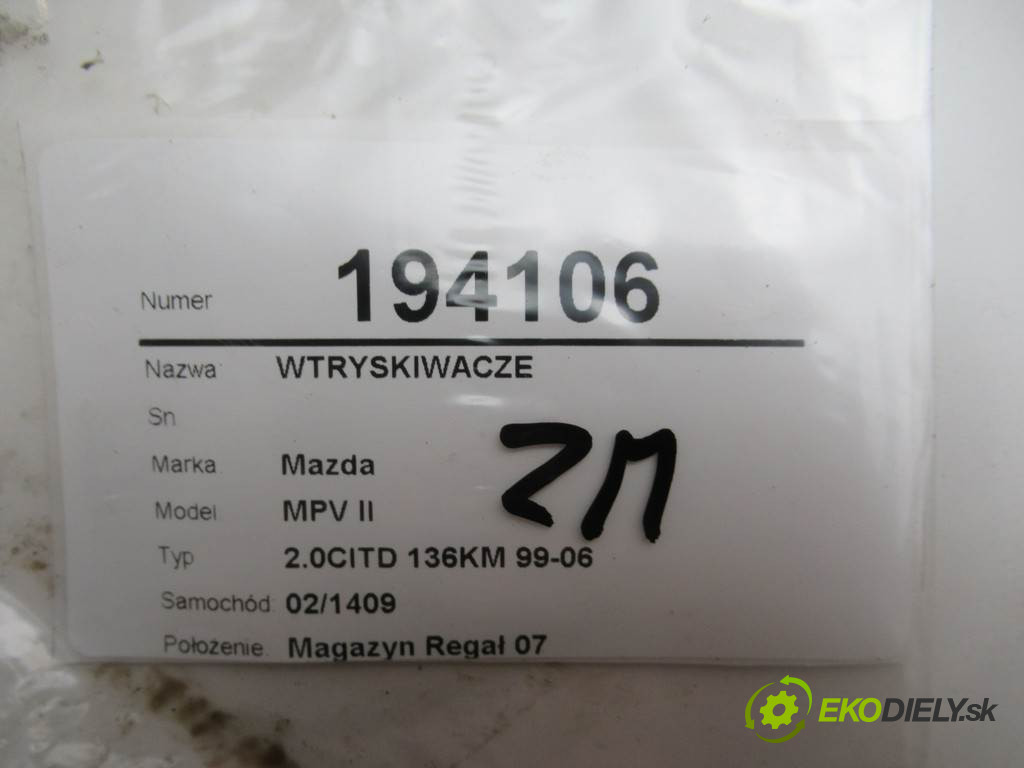 Numer 194106
Nazwa WTRYSKIWACZE
Sn
Marka Mazda
Model MPV II
ZM
Typ 2.0CITD 136KM 99-06
Samochód: 02/1409
Położenie: Magazyn Regał 07
EKODIELY.sk